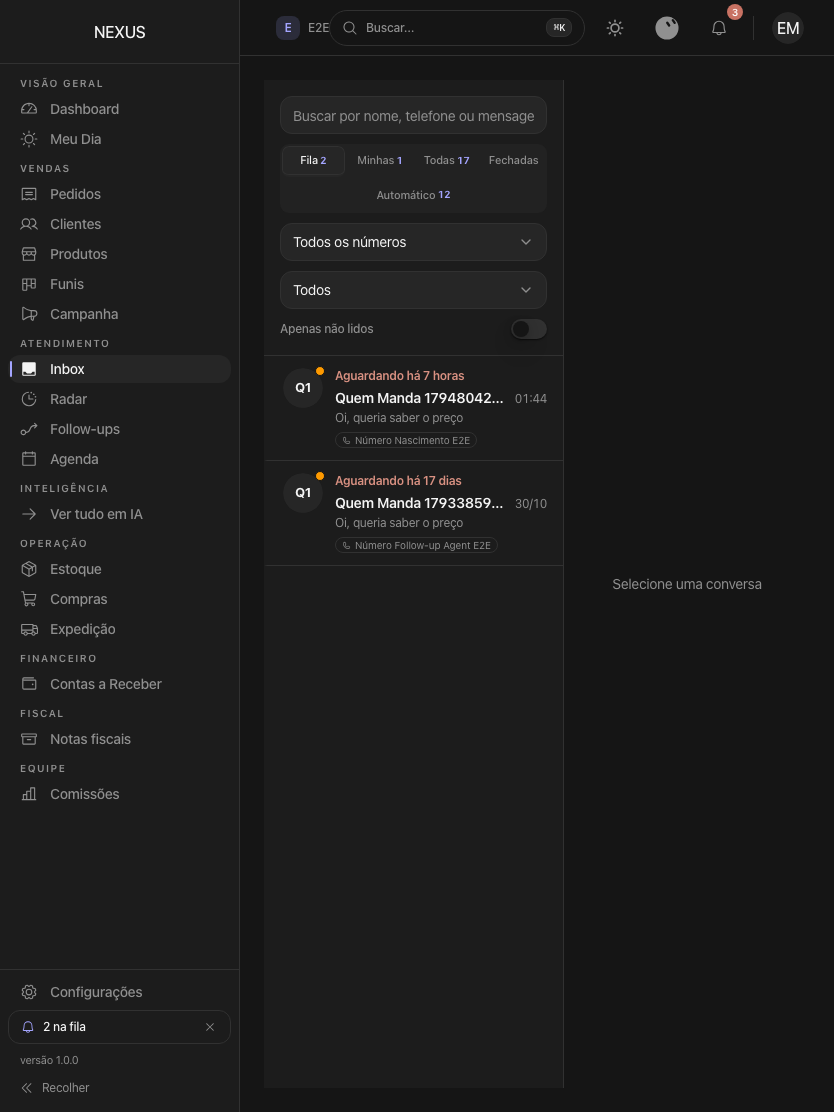 NEXUS
VISÃO GERAL
Dashboard
Meu Dia
VENDAS
Pedidos
Clientes
Produtos
Funis
Campanha
ATENDIMENTO
Inbox
Radar
Follow-ups
Agenda
INTELIGÊNCIA
Ver tudo em IA
OPERAÇÃO
Estoque
Compras
Expedição
FINANCEIRO
Contas a Receber
FISCAL
Notas fiscais
EQUIPE
Comissões
Configurações
2 na fila
versão 1.0.0
Recolher
E E2E Buscar... ⌘K 3 EM
Buscar por nome, telefone ou mensage
Fila 2 Minhas 1 Todas 17 Fechadas
Automático 12
Todos os números
Todos
Apenas não lidos
Aguardando há 7 horas
Q1 Quem Manda 17948042... 01:44
Oi, queria saber o preço
Número Nascimento E2E
Aguardando há 17 dias
Q1 Quem Manda 17933859... 30/10
Oi, queria saber o preço
Número Follow-up Agent E2E
Selecione uma conversa